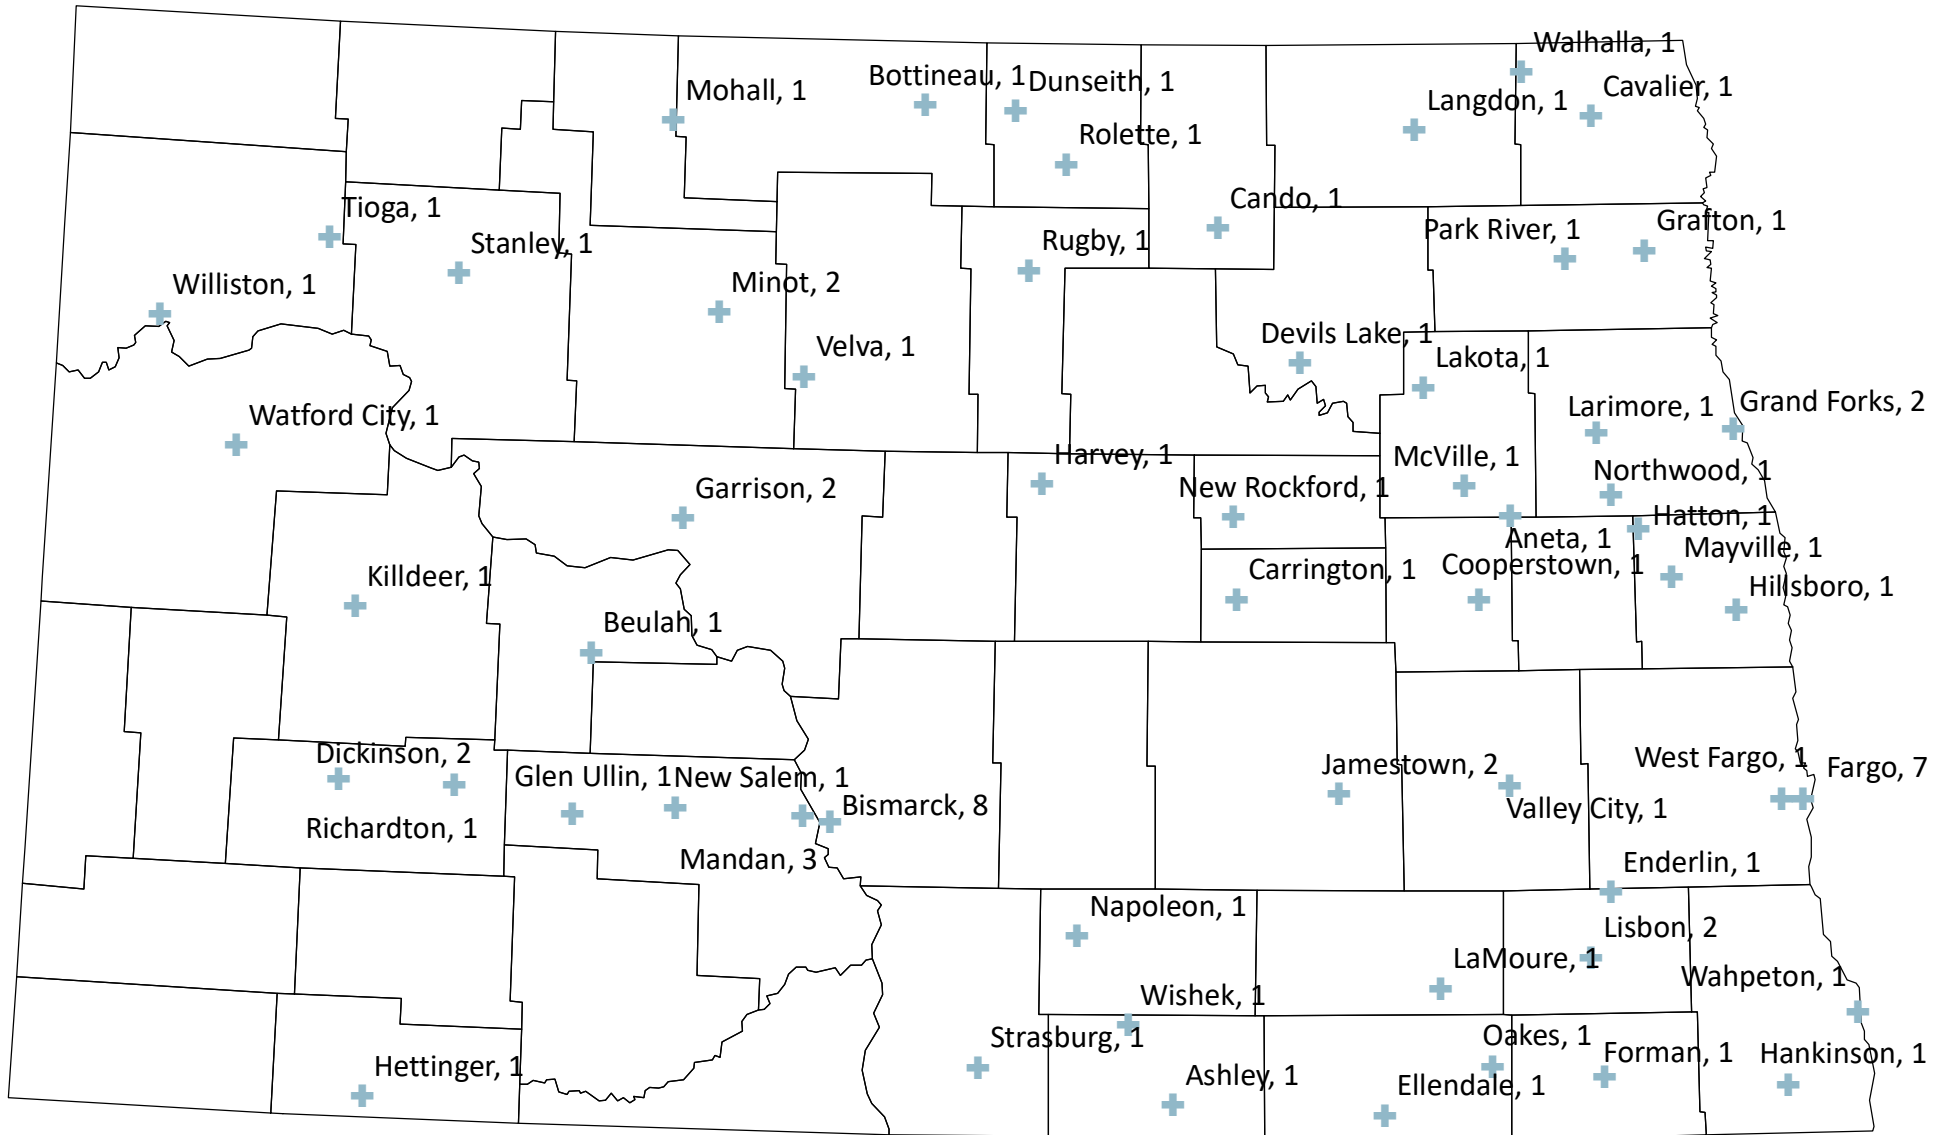 Walhalla, 1
Mohall, 1
Bottineau, 1
Dunseith, 1
Langdon, 1
Cavalier, 1
Rolette, 1
Tioga, 1
Cando, 1
Stanley, 1
Rugby, 1
Park River, 1
Grafton, 1
Williston, 1
Minot, 2
Velva, 1
Devils Lake, 1
Lakota, 1
Watford City, 1
Larimore, 1
Grand Forks, 2
Harvey, 1
McVille, 1
Northwood, 1
Garrison, 2
New Rockford, 1
Hatton, 1
Aneta, 1
Mayville, 1
Killdeer, 1
Carrington, 1
Cooperstown, 1
Hillsboro, 1
Beulah, 1
Dickinson, 2
Glen Ullin, 1
New Salem, 1
Bismarck, 8
Jamestown, 2
West Fargo, 1
Fargo, 7
Richardton, 1
Valley City, 1
Mandan, 3
Enderlin, 1
Napoleon, 1
Lisbon, 2
LaMoure, 1
Wahpeton, 1
Wishek, 1
Strasburg, 1
Oakes, 1
Forman, 1
Hankinson, 1
Hettinger, 1
Ashley, 1
Ellendale, 1